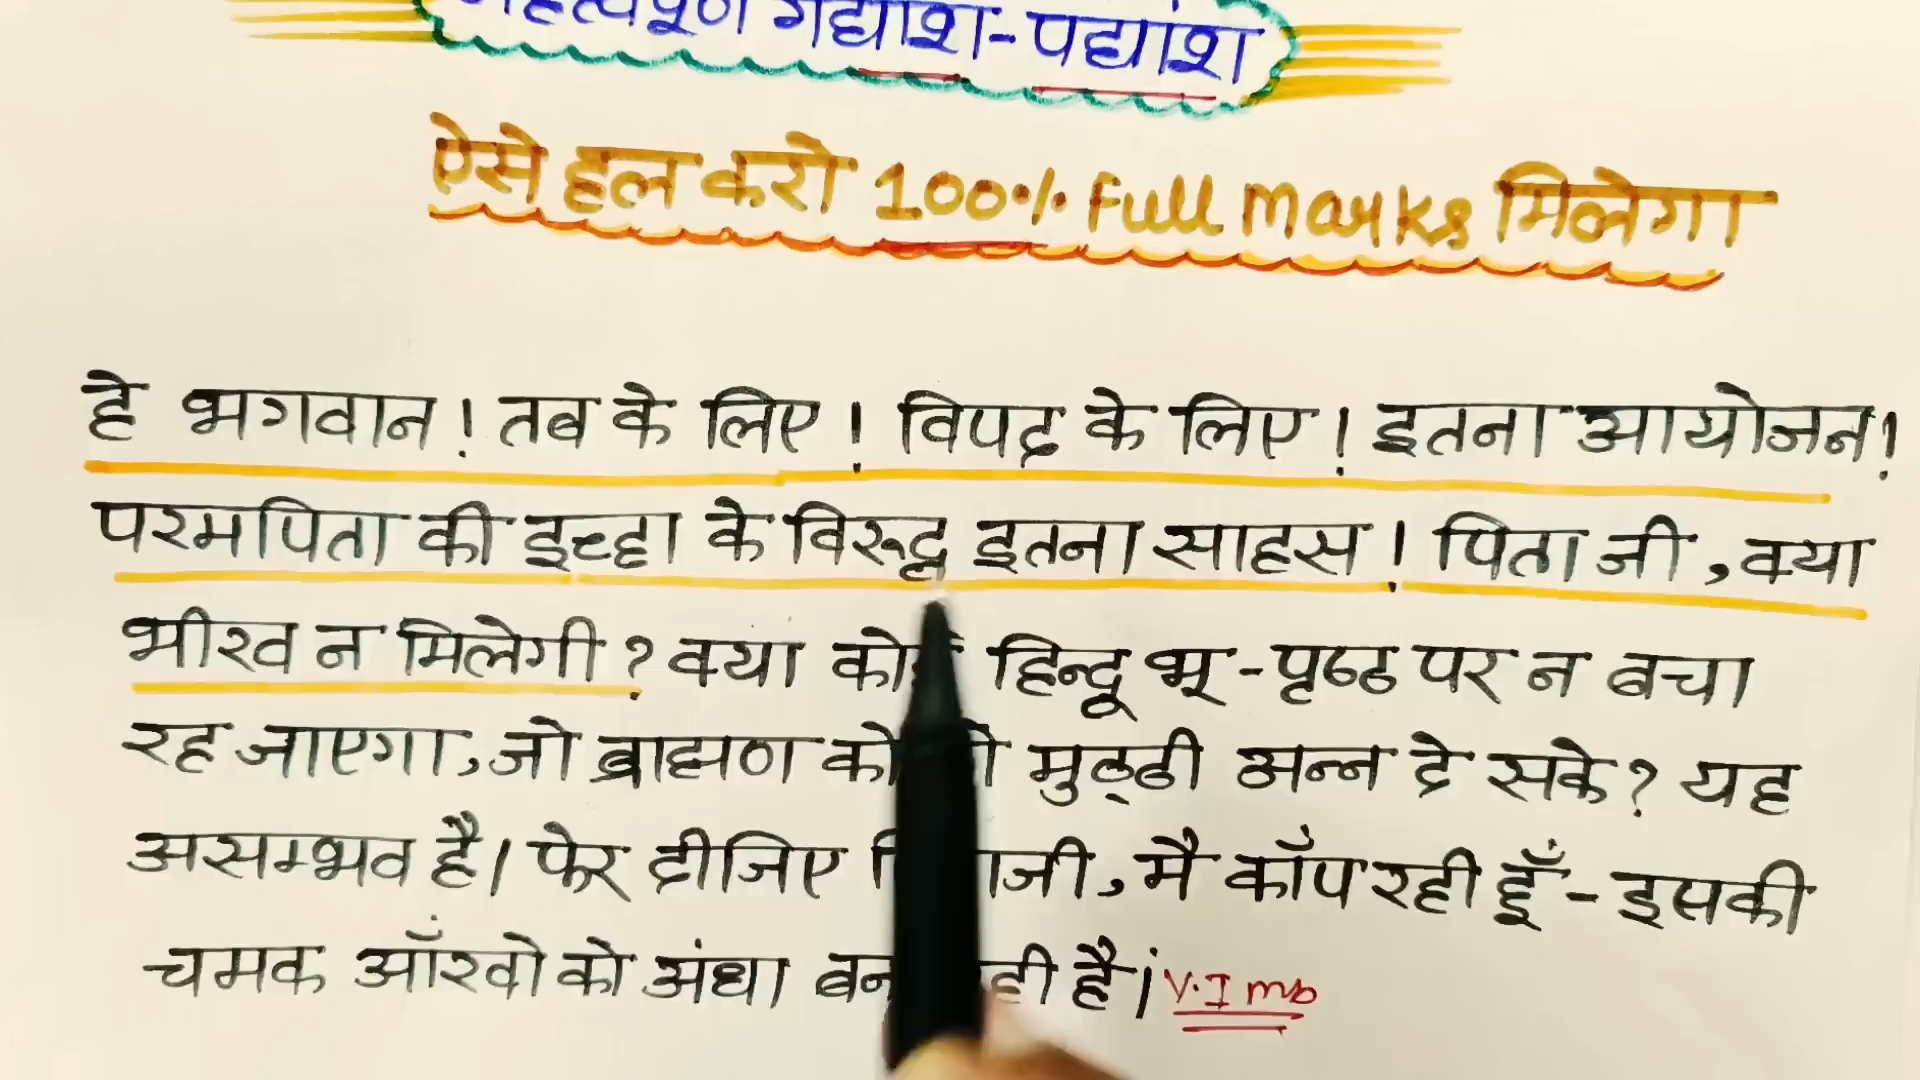 महत्वपूर्ण गद्यांश-पद्यांश
ऐसे हल करो 100% Full Marks मिलेगा
हे भगवान! तब के लिए! विपद के लिए! इतना आयोजन!
परमपिता की इच्छा के विरुद्ध इतना साहस! पिता जी, क्या
भीख न मिलेगी? क्या हिन्दू भू-पृष्ठ पर न बचा
रह जाएगा, जो ब्राह्मण को मुठ्ठी अन्न दे सके? यह
असम्भव है। फेर दीजिए मै काँप रही हूँ - इसकी
चमक आँखो को अंधा है। V.Imp